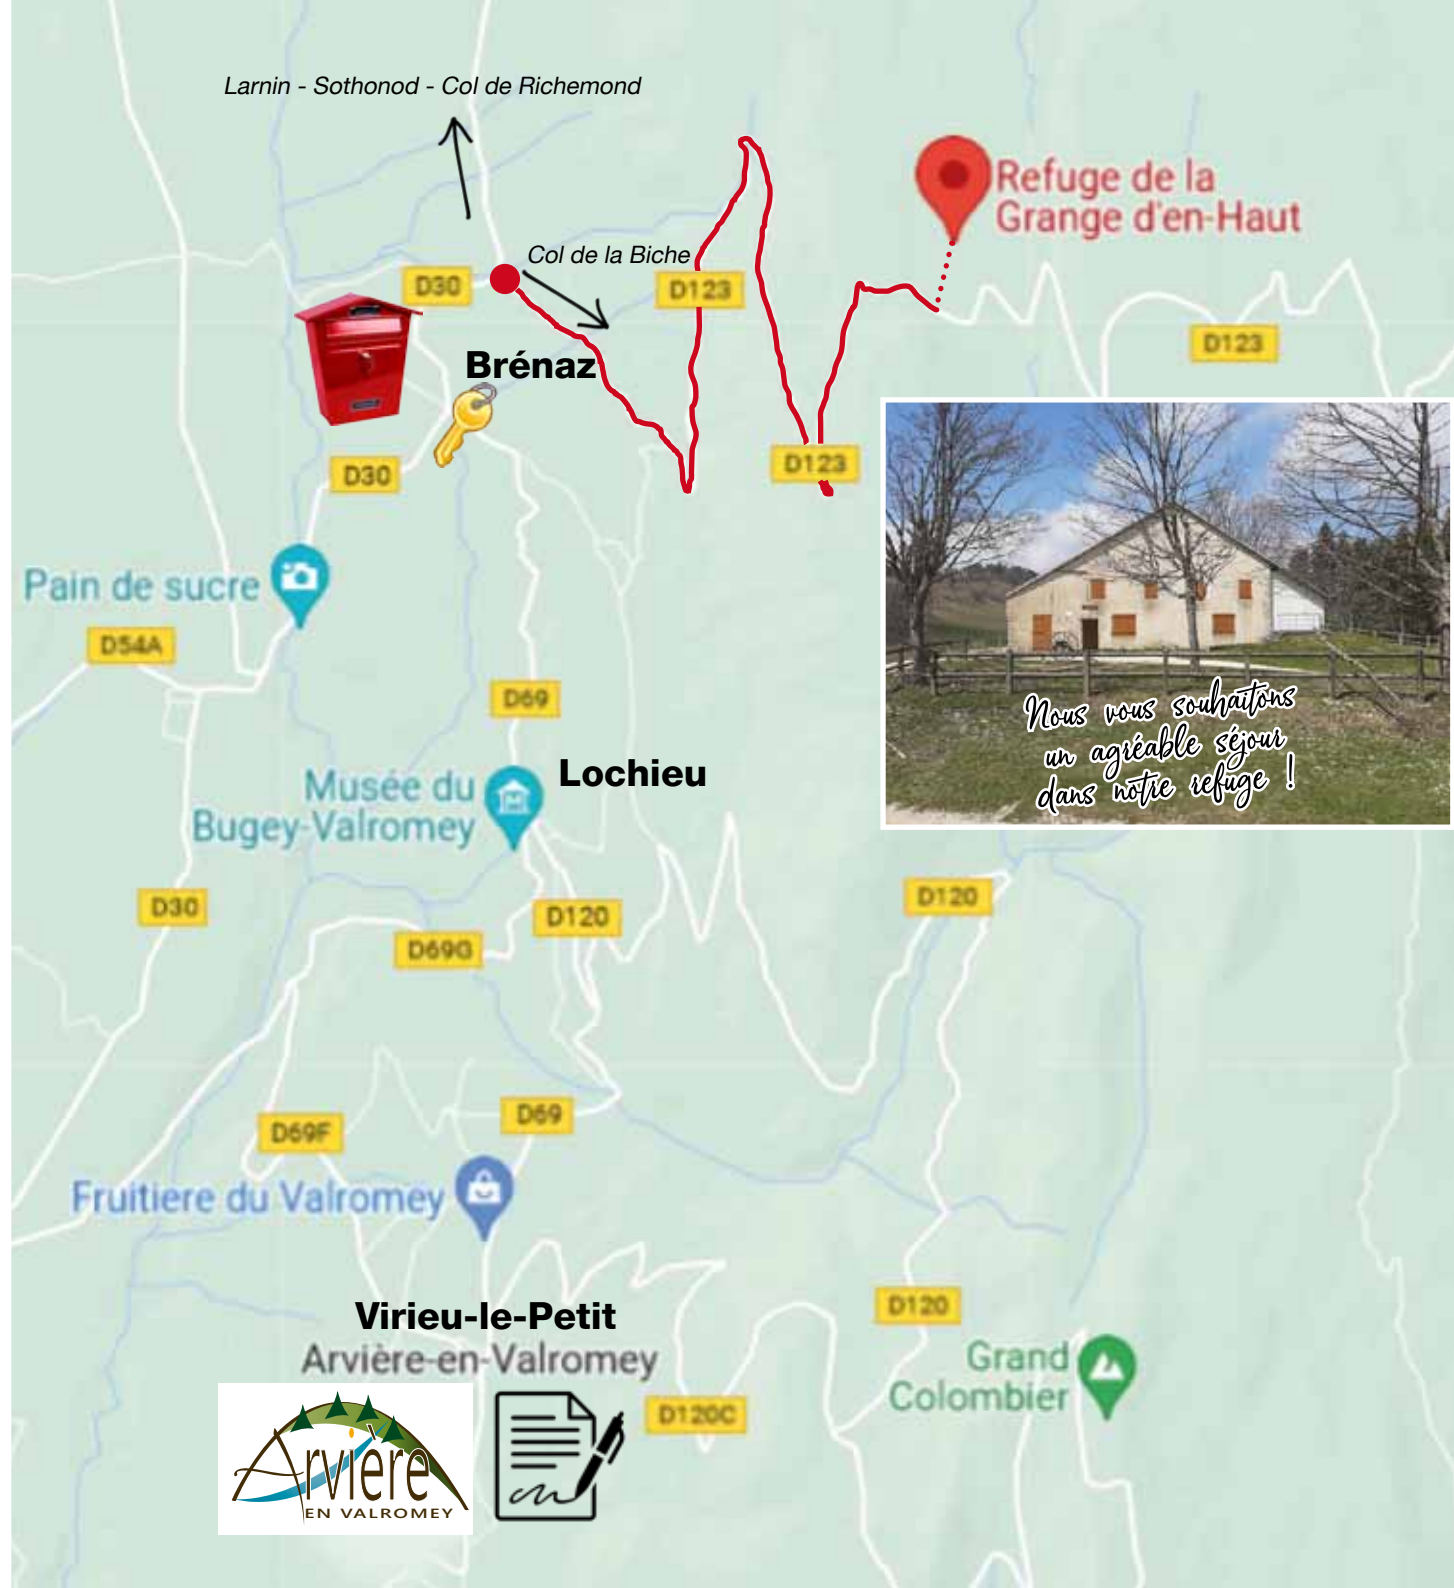 Larnin - Sothonod - Col de Richemond
Refuge de la
Grange d'en-Haut
Col de la Biche
D30
D123
D123
Brénaz
D30
D123
Pain de sucre
D54A
D69
Nous vous souhaitons
un agréable séjour
dans notre refuge !
Lochieu
Musée du
Bugey-Valromey
D30
D120
D120
D69G
D69
D69F
Fruitiere du Valromey
D120
Virieu-le-Petit
Arvière-en-Valromey
Grand
Colombier
D120C
Arvière
EN VALROMEY